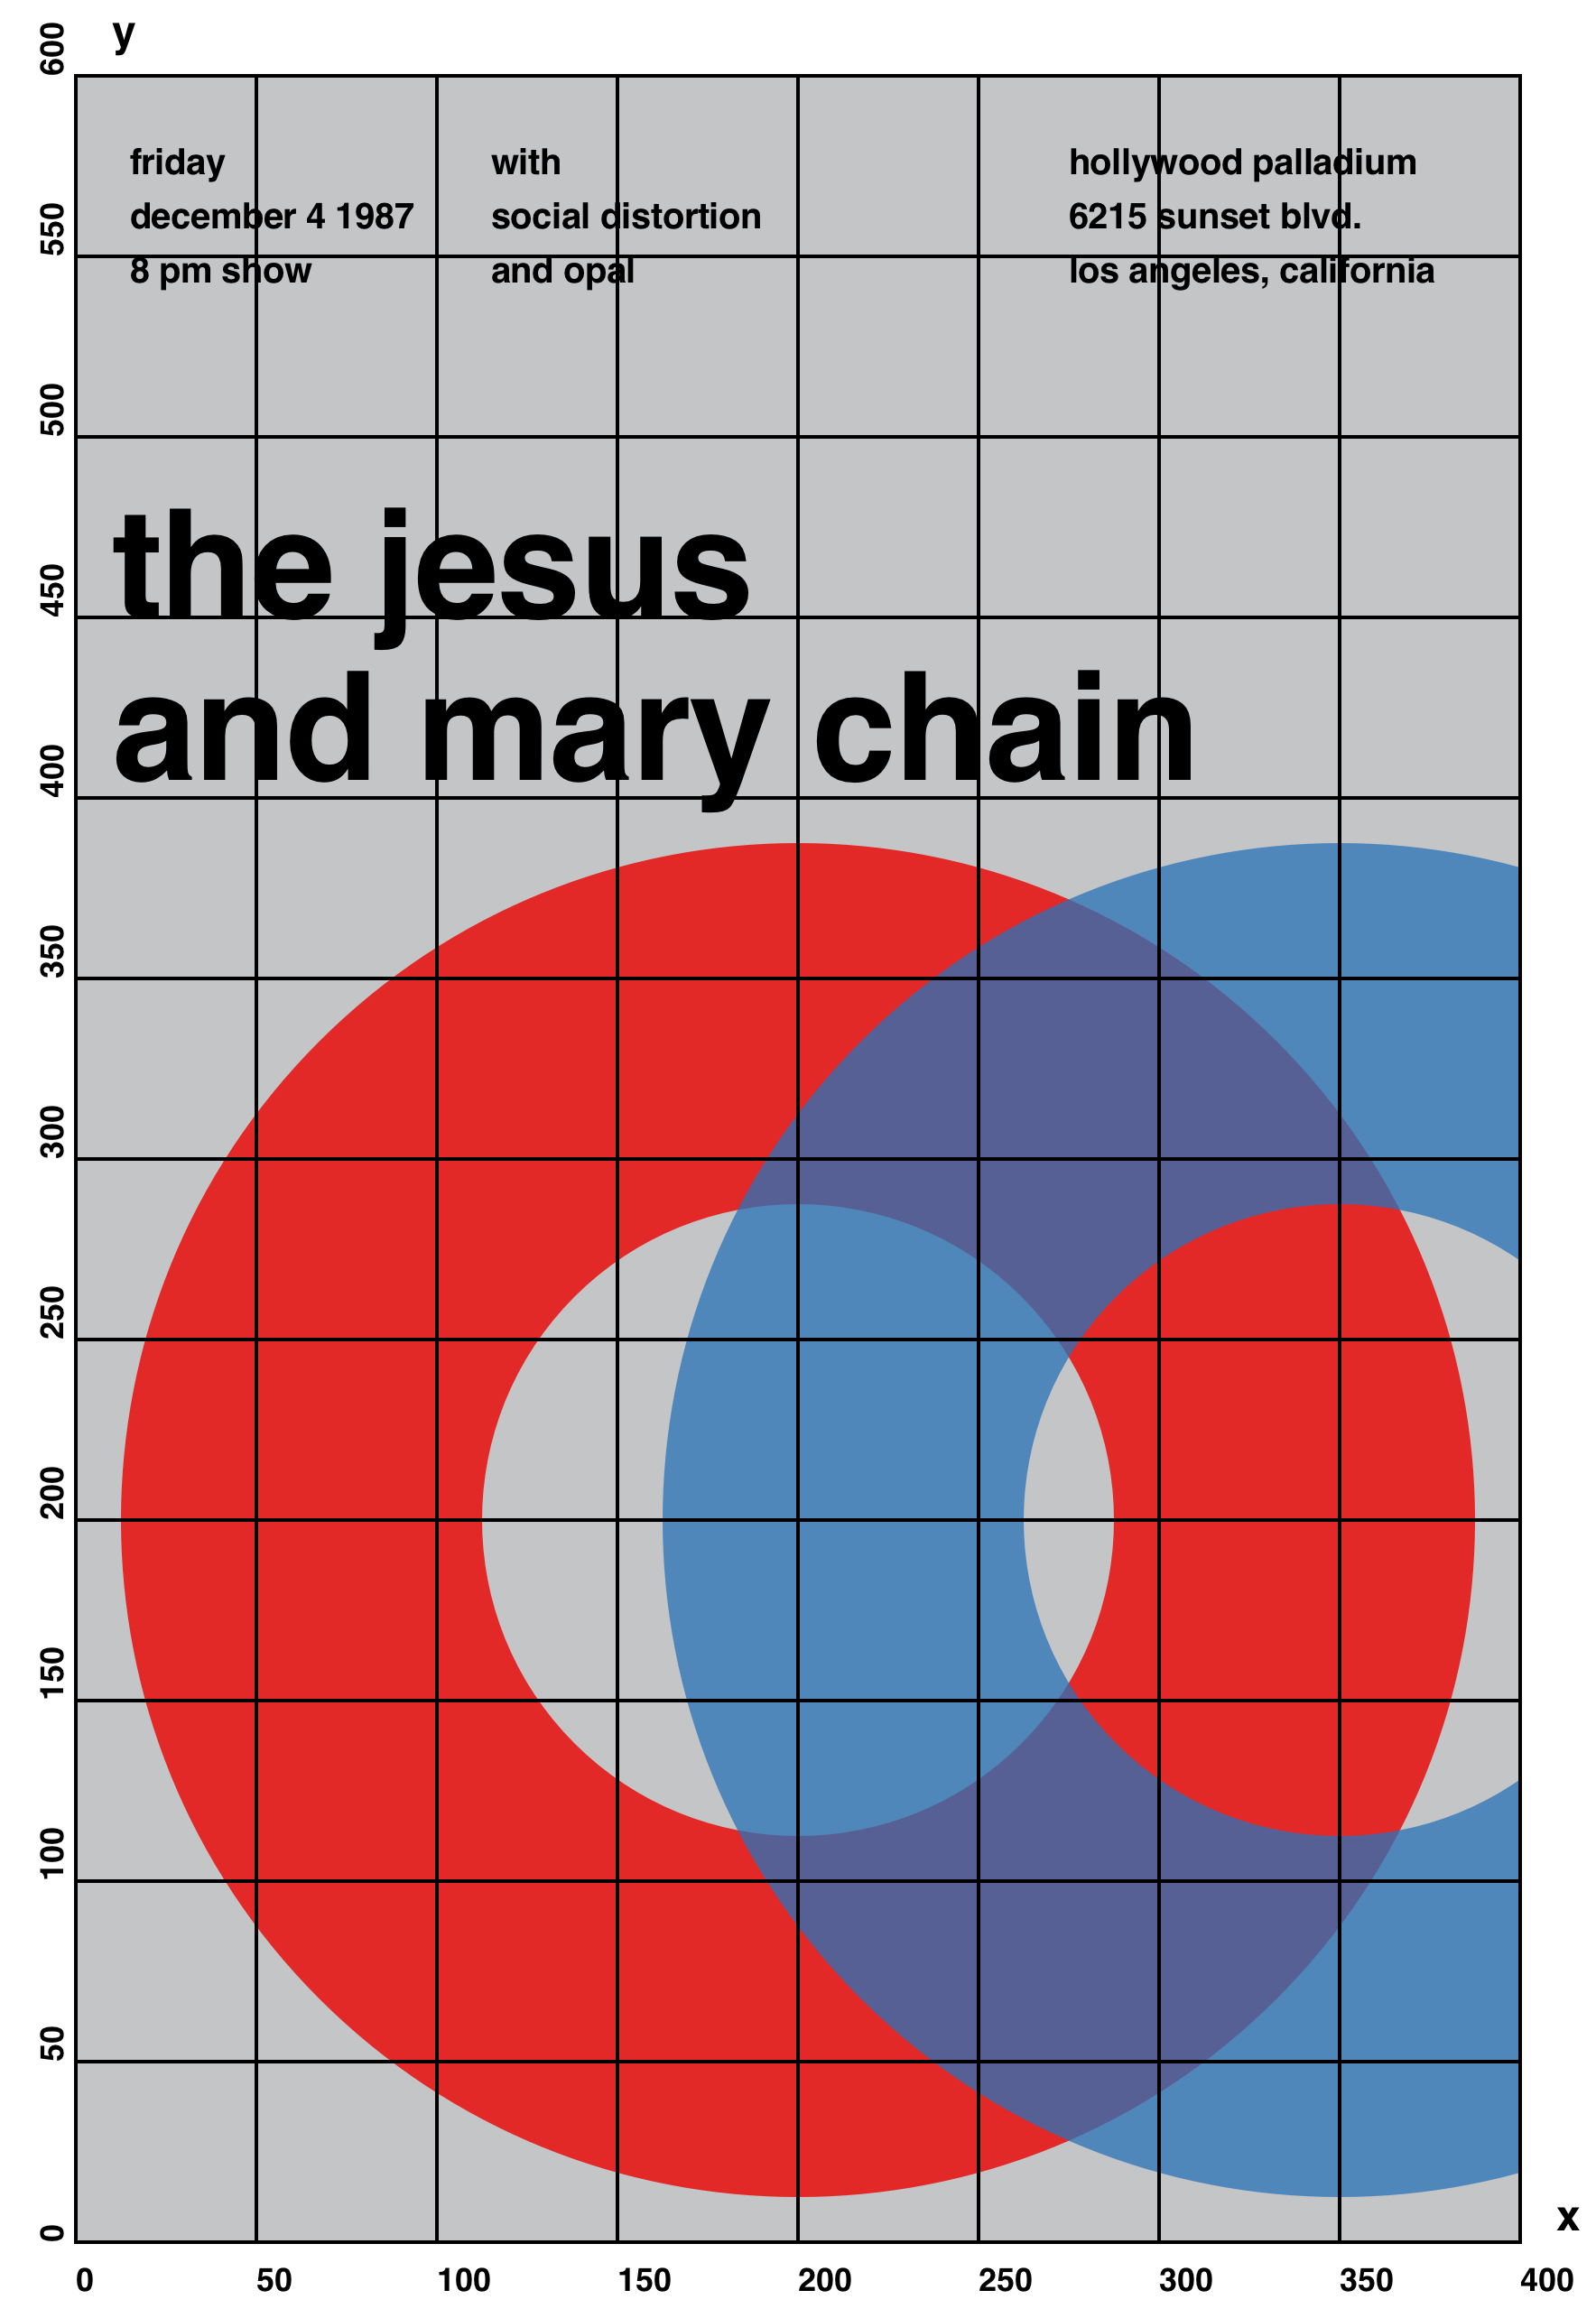 y
600
friday
december 4 1987
8 pm show
with
social distortion
and opal
hollywood palladium
6215 sunset blvd.
los angeles, california
550
500
the jesus
and mary chain
450
400
350
300
250
200
150
100
50
0
x
0 50 100 150 200 250 300 350 400